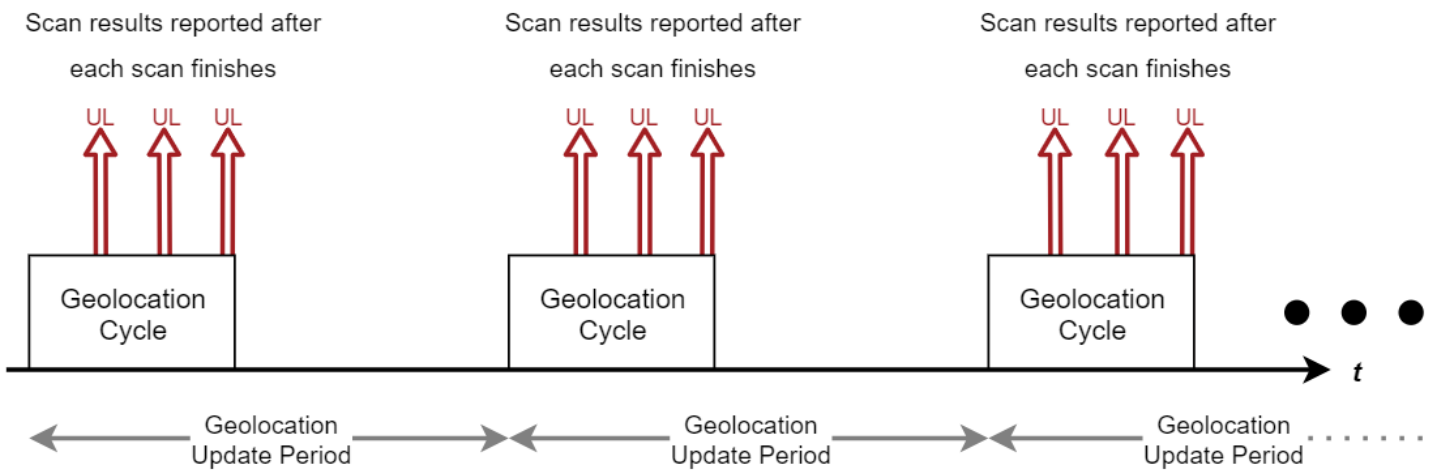 Scan results reported after
each scan finishes
Scan results reported after
each scan finishes
Scan results reported after
each scan finishes
UL UL UL
UL UL UL
UL UL UL
Geolocation
Cycle
Geolocation
Cycle
Geolocation
Cycle
t
Geolocation
Update Period
Geolocation
Update Period
Geolocation
Update Period